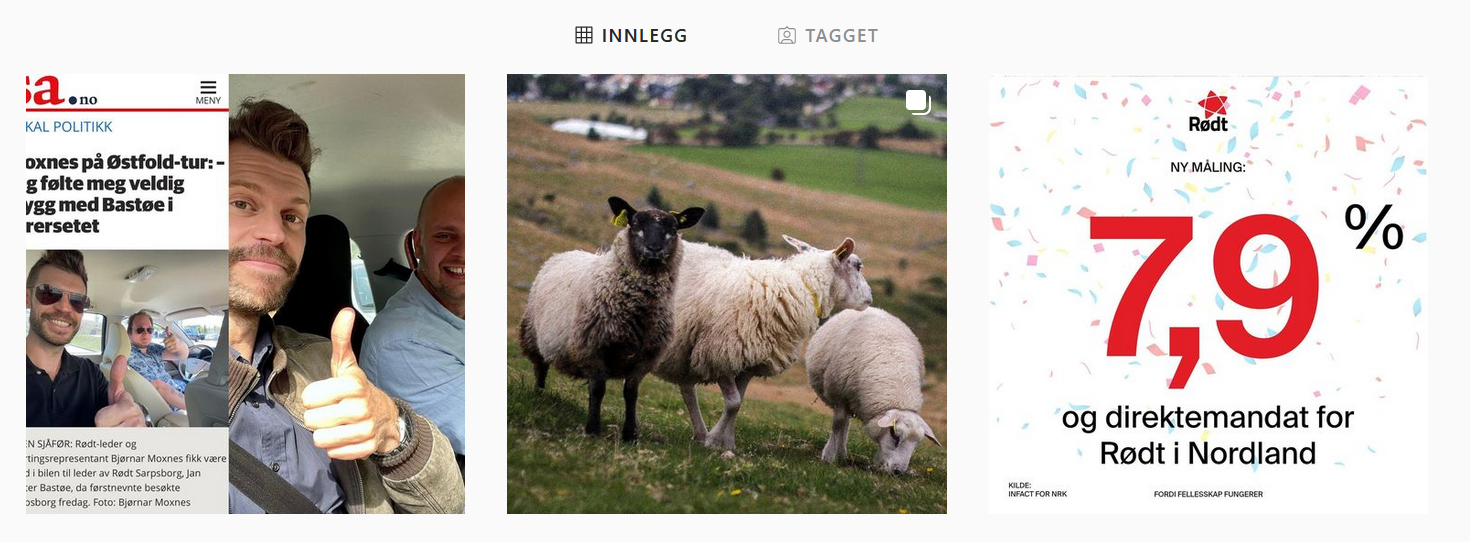 INNLEGG
TAGGET
sa.no
MENY
KAL POLITIKK
oxnes på Østfold-tur: –
g følte meg veldig
ygg med Bastøe i
rersetet
EN SJÅFØR: Rødt-leder og
rtingsrepresentant Bjørnar Moxnes fikk være
d i bilen til leder av Rødt Sarpsborg, Jan
ter Bastøe, da førstnevnte besøkte
psborg fredag. Foto: Bjørnar Moxnes
Rødt
NY MÅLING:
7,9 %
og direktemandat for
Rødt i Nordland
KILDE:
INFACT FOR NRK
FORDI FELLESSKAP FUNGERER